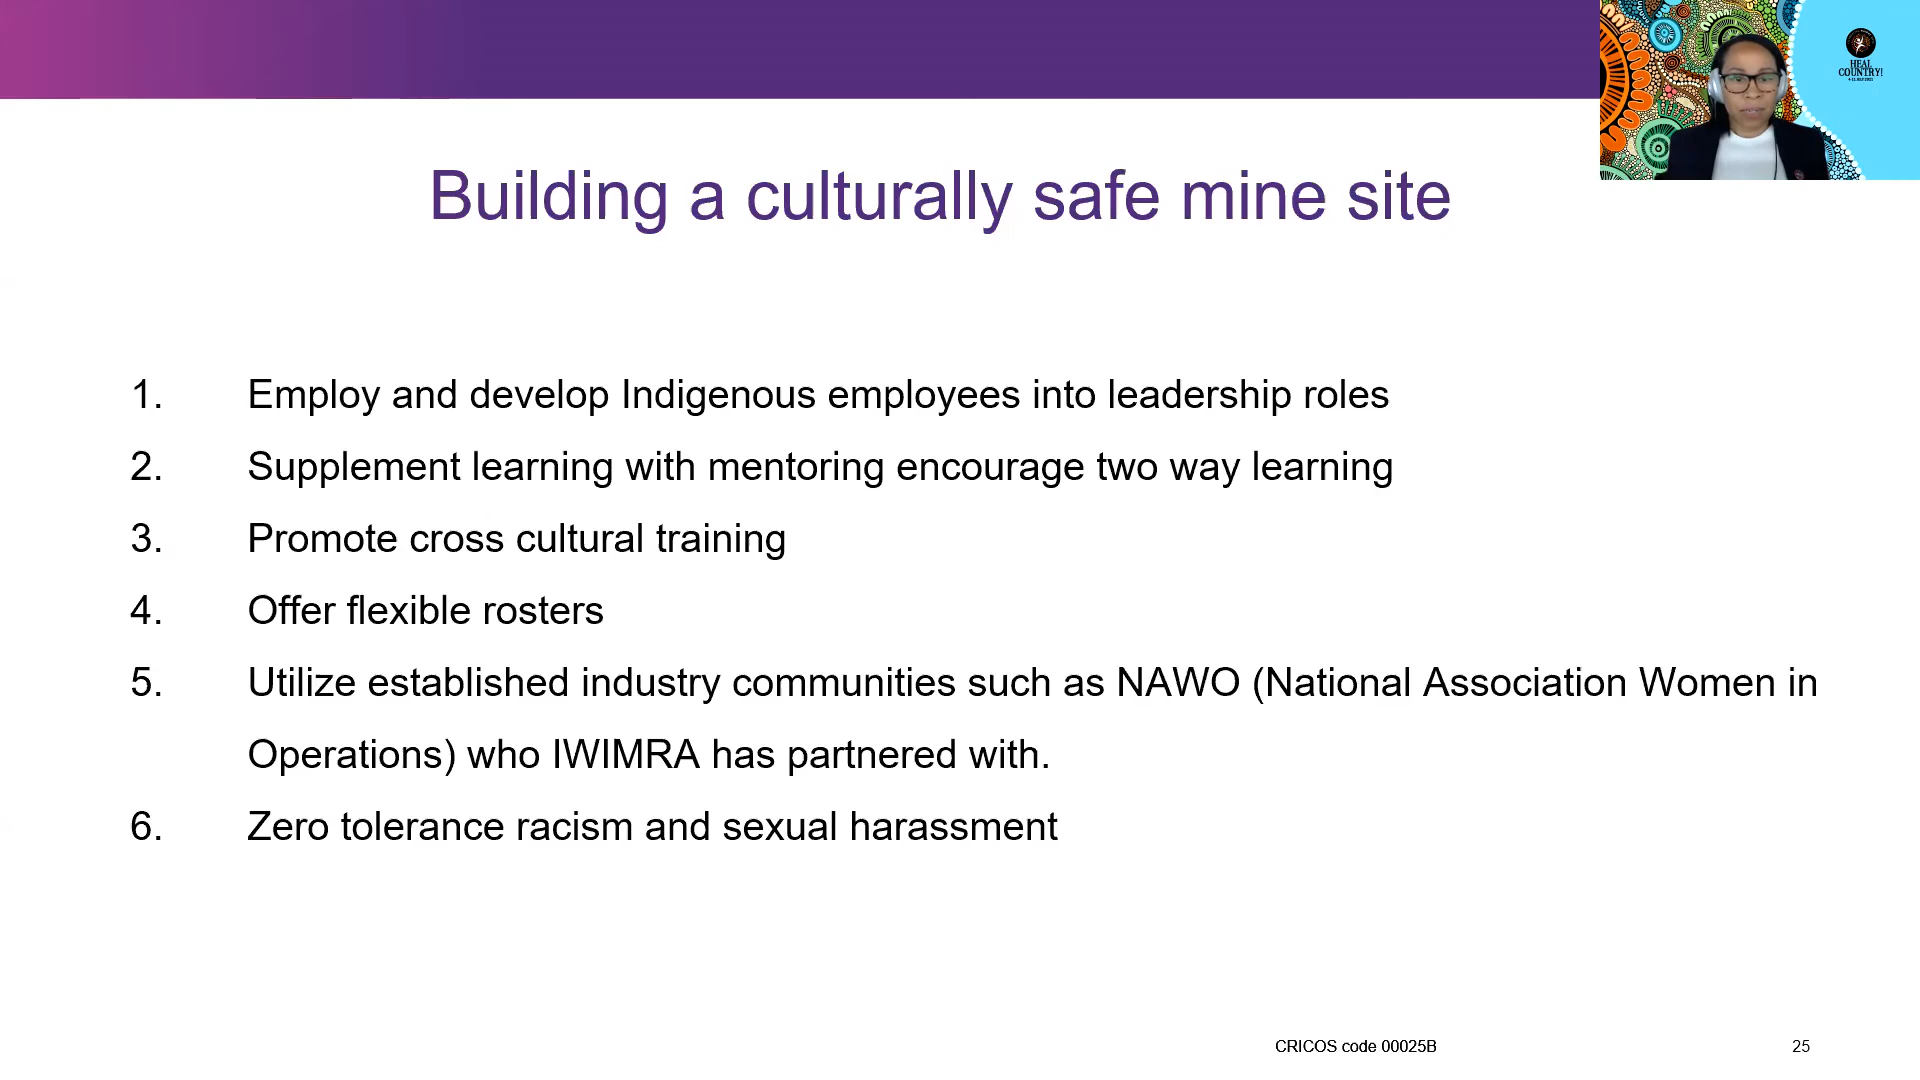 HEAL
COUNTRY!
Building a culturally safe mine site
1. Employ and develop Indigenous employees into leadership roles
2. Supplement learning with mentoring encourage two way learning
3. Promote cross cultural training
4. Offer flexible rosters
5. Utilize established industry communities such as NAWO (National Association Women in
Operations) who IWIMRA has partnered with.
6. Zero tolerance racism and sexual harassment
CRICOS code 00025B
25